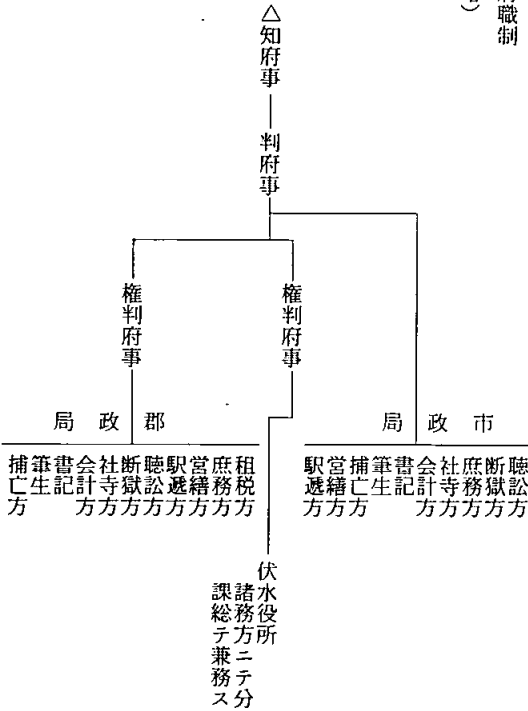 府職制
△知府事
判府事
権判府事
権判府事
市政局
聴訟方
断獄方
庶務方
社寺方
会計方
書記
筆生
捕亡方
営繕方
駅逓方
伏水役所
諸務方ニテ分
課総テ兼務ス
郡政局
租税方
庶務方
営繕方
駅逓方
聴訟方
断獄方
社寺方
会計方
書記
筆生
捕亡方